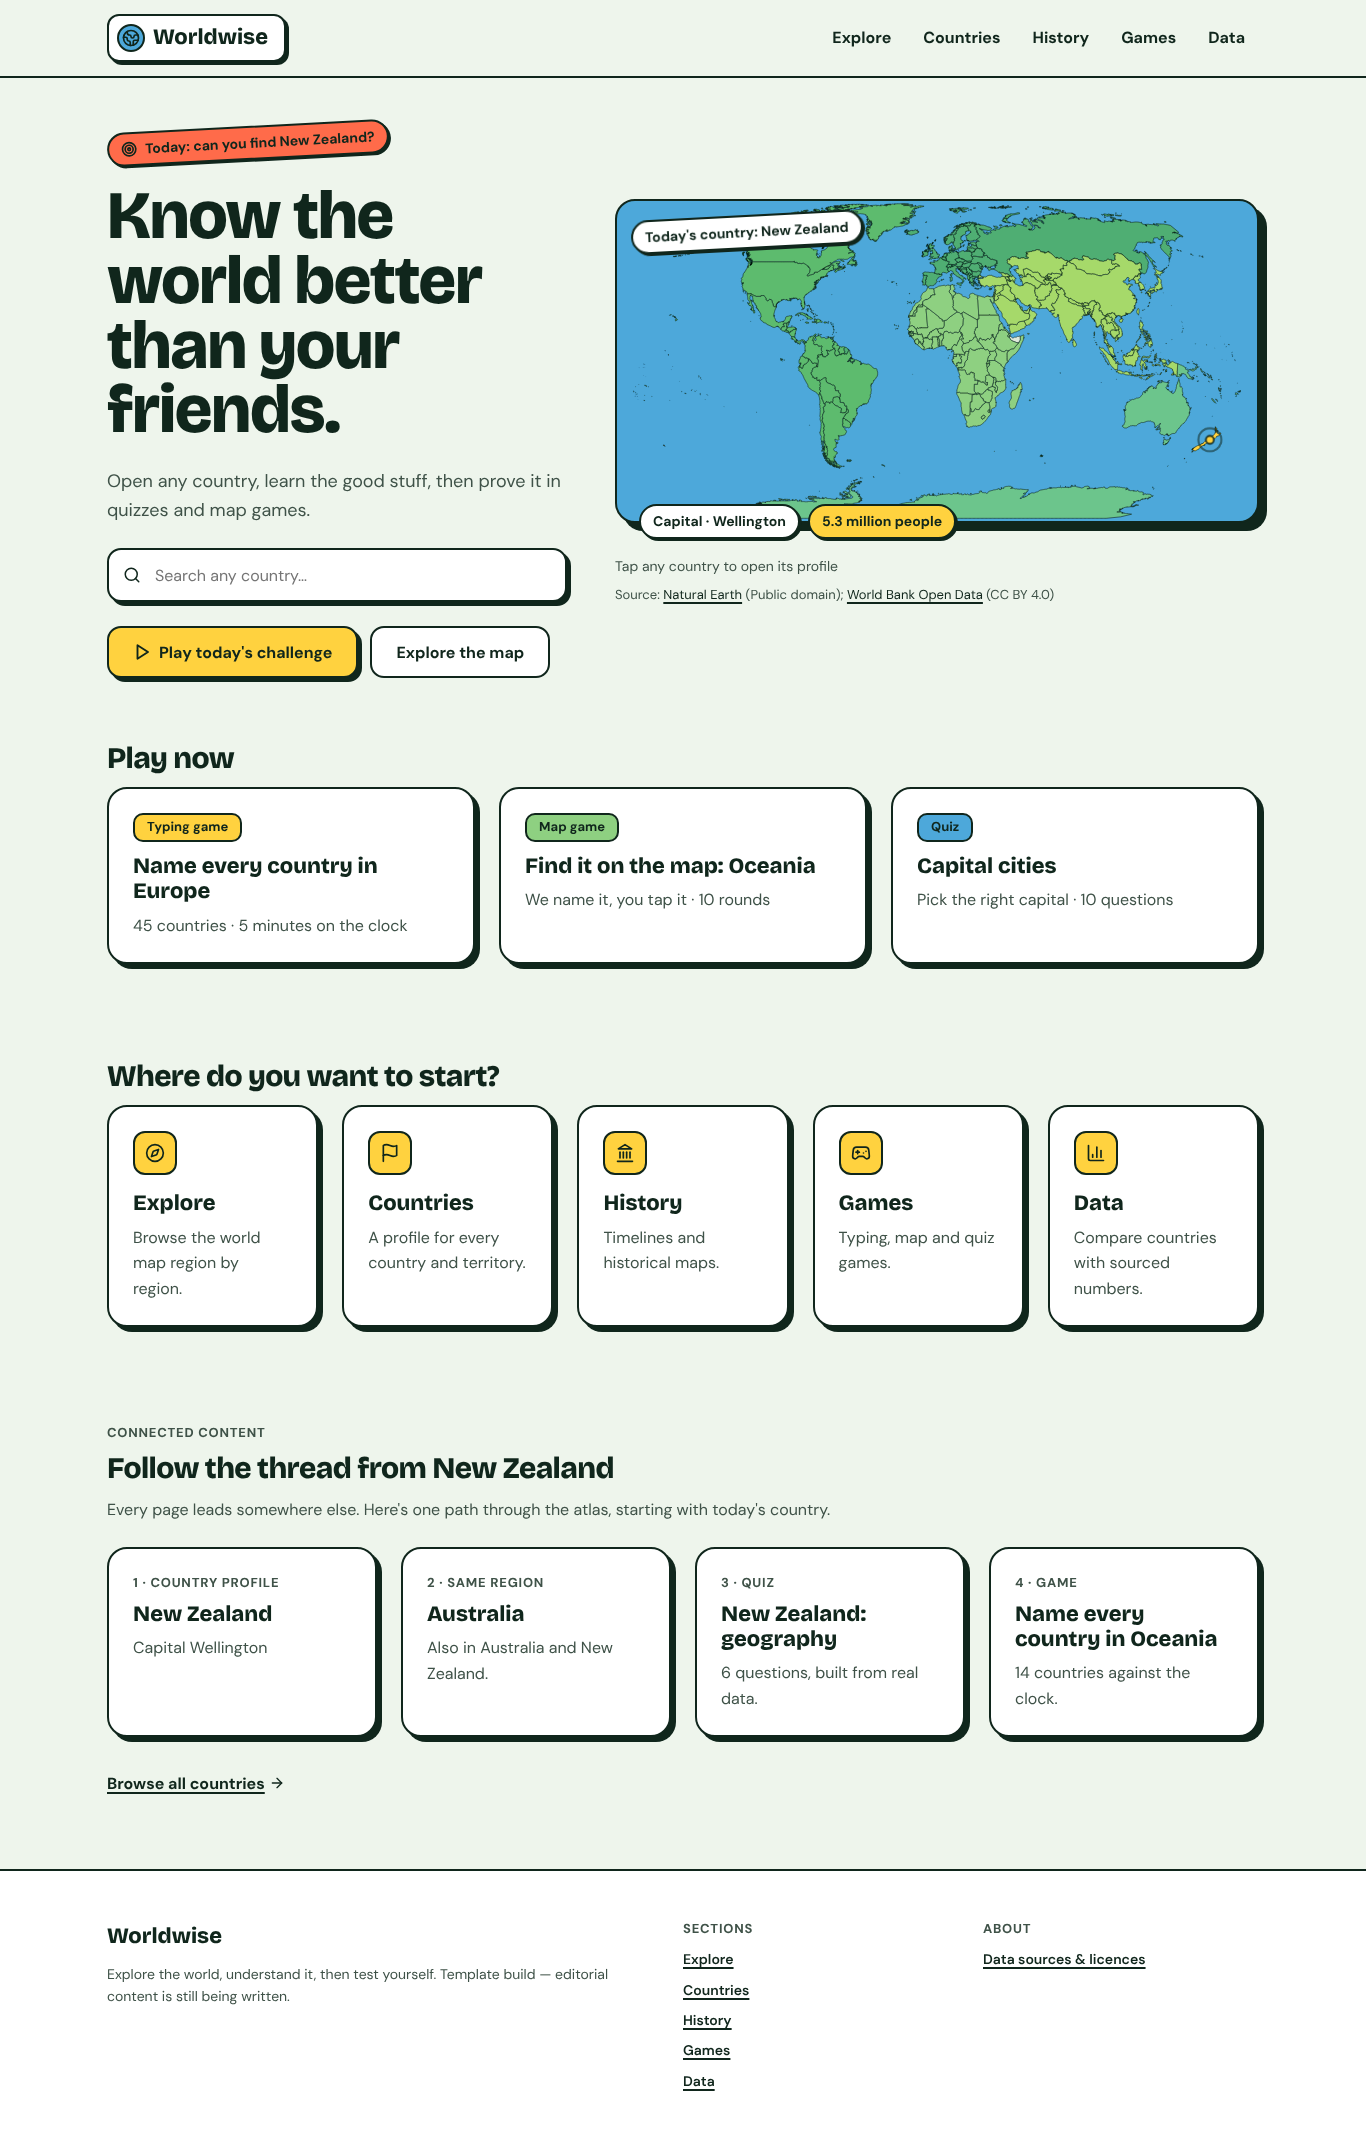 Worldwise
Explore
Countries
History
Games
Data
Today: can you find New Zealand?
Know the
world better
than your
friends.
Open any country, learn the good stuff, then prove it in
quizzes and map games.
Search any country...
Play today's challenge
Explore the map
Today's country: New Zealand
Capital · Wellington
5.3 million people
Tap any country to open its profile
Source: Natural Earth (Public domain); World Bank Open Data (CC BY 4.0)
Play now
Typing game
Name every country in
Europe
45 countries · 5 minutes on the clock
Map game
Find it on the map: Oceania
We name it, you tap it · 10 rounds
Quiz
Capital cities
Pick the right capital · 10 questions
Where do you want to start?
Explore
Browse the world
map region by
region.
Countries
A profile for every
country and territory.
History
Timelines and
historical maps.
Games
Typing, map and quiz
games.
Data
Compare countries
with sourced
numbers.
CONNECTED CONTENT
Follow the thread from New Zealand
Every page leads somewhere else. Here's one path through the atlas, starting with today's country.
1 · COUNTRY PROFILE
New Zealand
Capital Wellington
2 · SAME REGION
Australia
Also in Australia and New
Zealand.
3 · QUIZ
New Zealand:
geography
6 questions, built from real
data.
4 · GAME
Name every
country in Oceania
14 countries against the
clock.
Browse all countries →
Worldwise
Explore the world, understand it, then test yourself. Template build — editorial
content is still being written.
SECTIONS
Explore
Countries
History
Games
Data
ABOUT
Data sources & licences